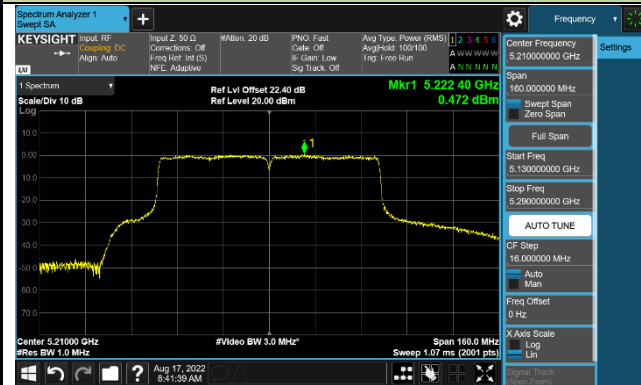 Spectrum Analyzer 1
Swept SA
+
Frequency
KEYSIGHT
Input: RF
Coupling: DC
Align: Auto
Input Z: 50 Ω
Corrections: Off
Freq Ref: Int (S)
NFE: Adaptive
#Atten: 20 dB
PNO: Fast
Gate: Off
IF Gain: Low
Sig Track: Off
Avg Type: Power (RMS)
Avg|Hold: 100/100
Trig: Free Run
1 2 3 4 5 6
A W W W W W
A N N N N N
LXI
1 Spectrum
Scale/Div 10 dB
Log
Ref Lvl Offset 22.40 dB
Ref Level 20.00 dBm
Mkr1 5.222 40 GHz
0.472 dBm
1
10.0
0.00
-10.0
-20.0
-30.0
-40.0
-50.0
-60.0
-70.0
Center 5.21000 GHz
#Res BW 1.0 MHz
#Video BW 3.0 MHz*
Span 160.0 MHz
Sweep 1.07 ms (2001 pts)
Center Frequency
5.210000000 GHz
Span
160.000000 MHz
Swept Span
Zero Span
Full Span
Start Freq
5.130000000 GHz
Stop Freq
5.290000000 GHz
AUTO TUNE
CF Step
16.000000 MHz
Auto
Man
Freq Offset
0 Hz
X Axis Scale
Log
Lin
Signal Track
(Span Zoom)
Settings
?
Aug 17, 2022
8:41:39 AM